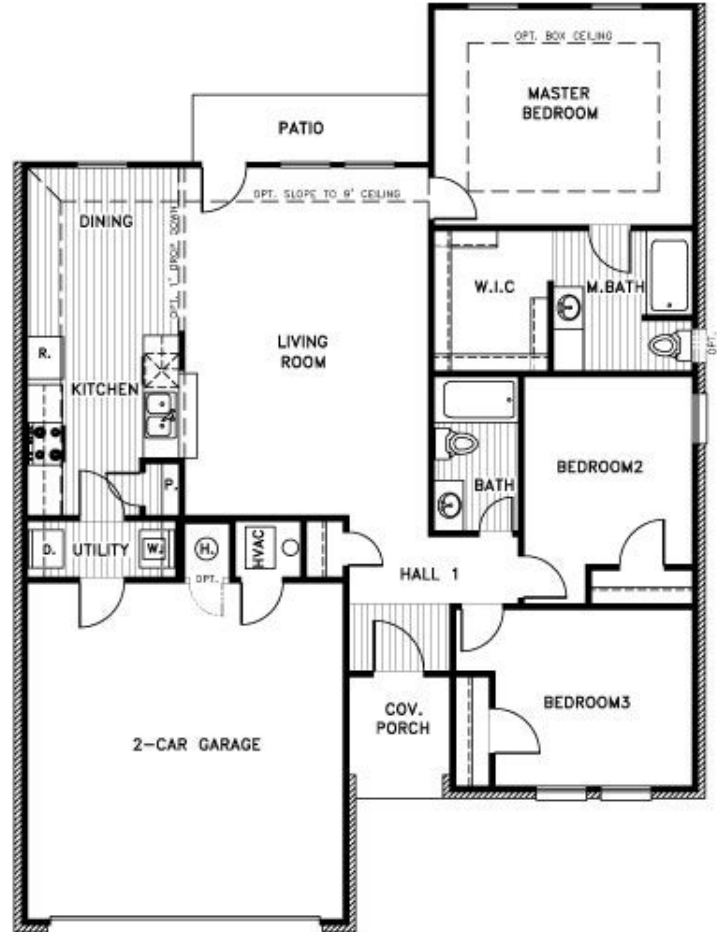 OPT. BOX CEILING
MASTER
BEDROOM
PATIO
OPT. SLOPE TO 9' CEILING
DINING
OPT. 1" DROP DOWN
W.I.C
M.BATH
OPT.
LIVING
ROOM
R.
KITCHEN
BEDROOM2
P.
BATH
D.
UTILITY
W.
H.
OPT.
HVAC
HALL 1
COV.
PORCH
BEDROOM3
2-CAR GARAGE